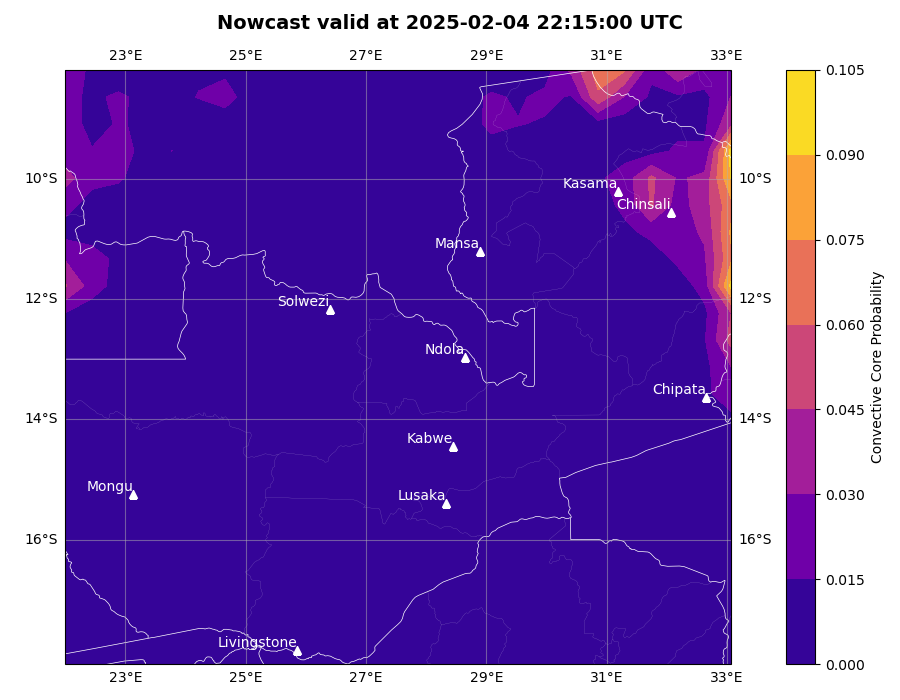 Nowcast valid at 2025-02-04 22:15:00 UTC
23°E 25°E 27°E 29°E 31°E 33°E
0.105
0.090
10°S 10°S
Kasama
Chinsali
0.075
Mansa
12°S 12°S
Solwezi
0.060
Ndola
Chipata
0.045
14°S 14°S
Kabwe
Mongu
Lusaka
0.030
16°S 16°S
0.015
Livingstone
0.000
23°E 25°E 27°E 29°E 31°E 33°E
Convective Core Probability